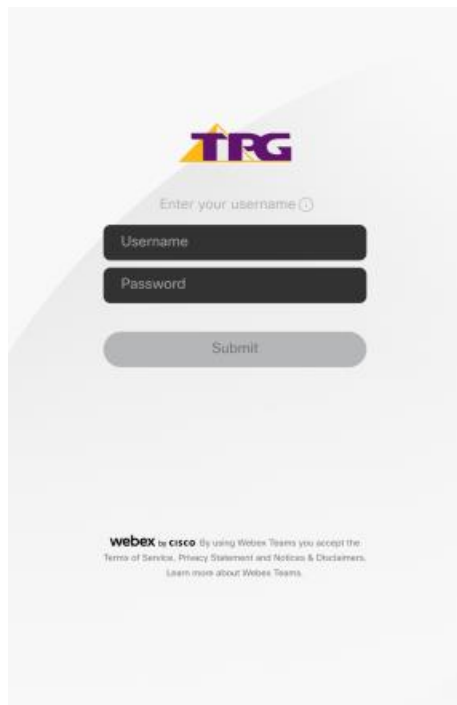 TPG
Enter your username
Username
Password
Submit
webex by CISCO By using Webex Teams you accept the
Terms of Service, Privacy Statement and Notices & Disclaimers.
Learn more about Webex Teams.